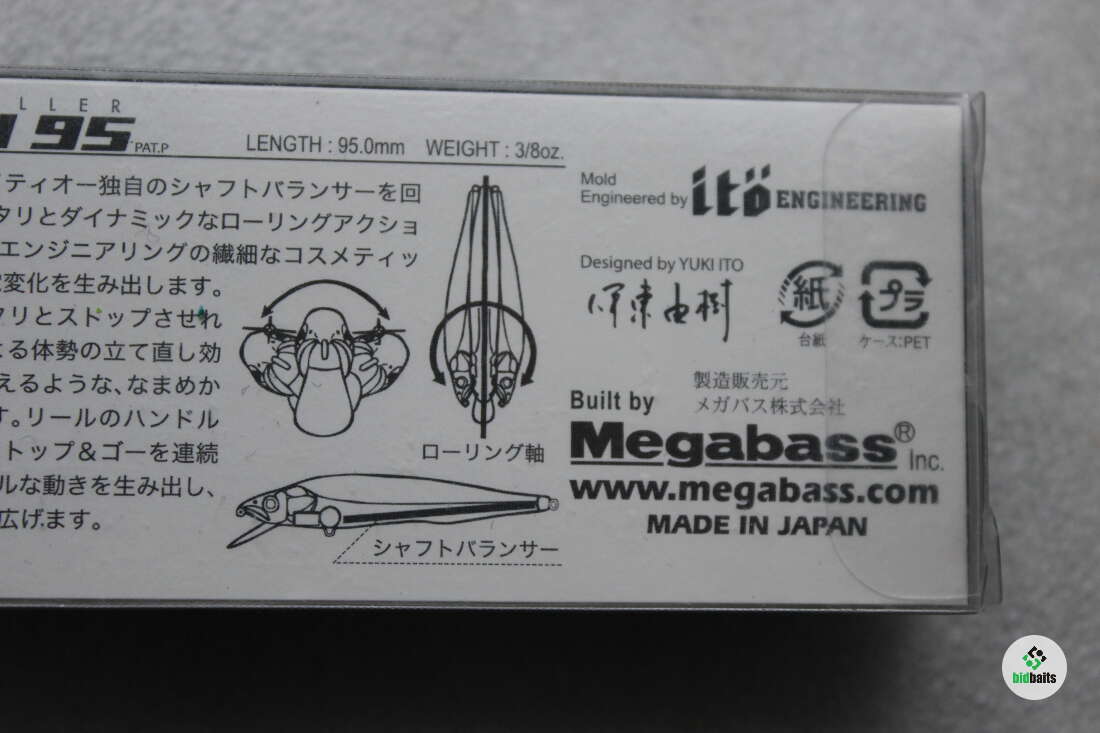 LLER
95 PAT.P
LENGTH : 95.0mm WEIGHT : 3/8oz.
ティオー独自のシャフトバランサーを回
タリとダイナミックなローリングアクショ
エンジニアリングの繊細なコスメティッ
変化を生み出します。
タリとストップさせれ
よる体勢の立て直し効
えるような、なまめか
す。リールのハンドル
トップ&ゴーを連続
ルな動きを生み出し、
広げます。
ローリング軸
シャフトバランサー
Mold
Engineered by itö ENGINEERING
Designed by YUKI ITO
伊東由樹
紙
台紙
プラ
ケース:PET
製造販売元
メガバス株式会社
Built by
Megabass® Inc.
www.megabass.com
MADE IN JAPAN
bidbaits